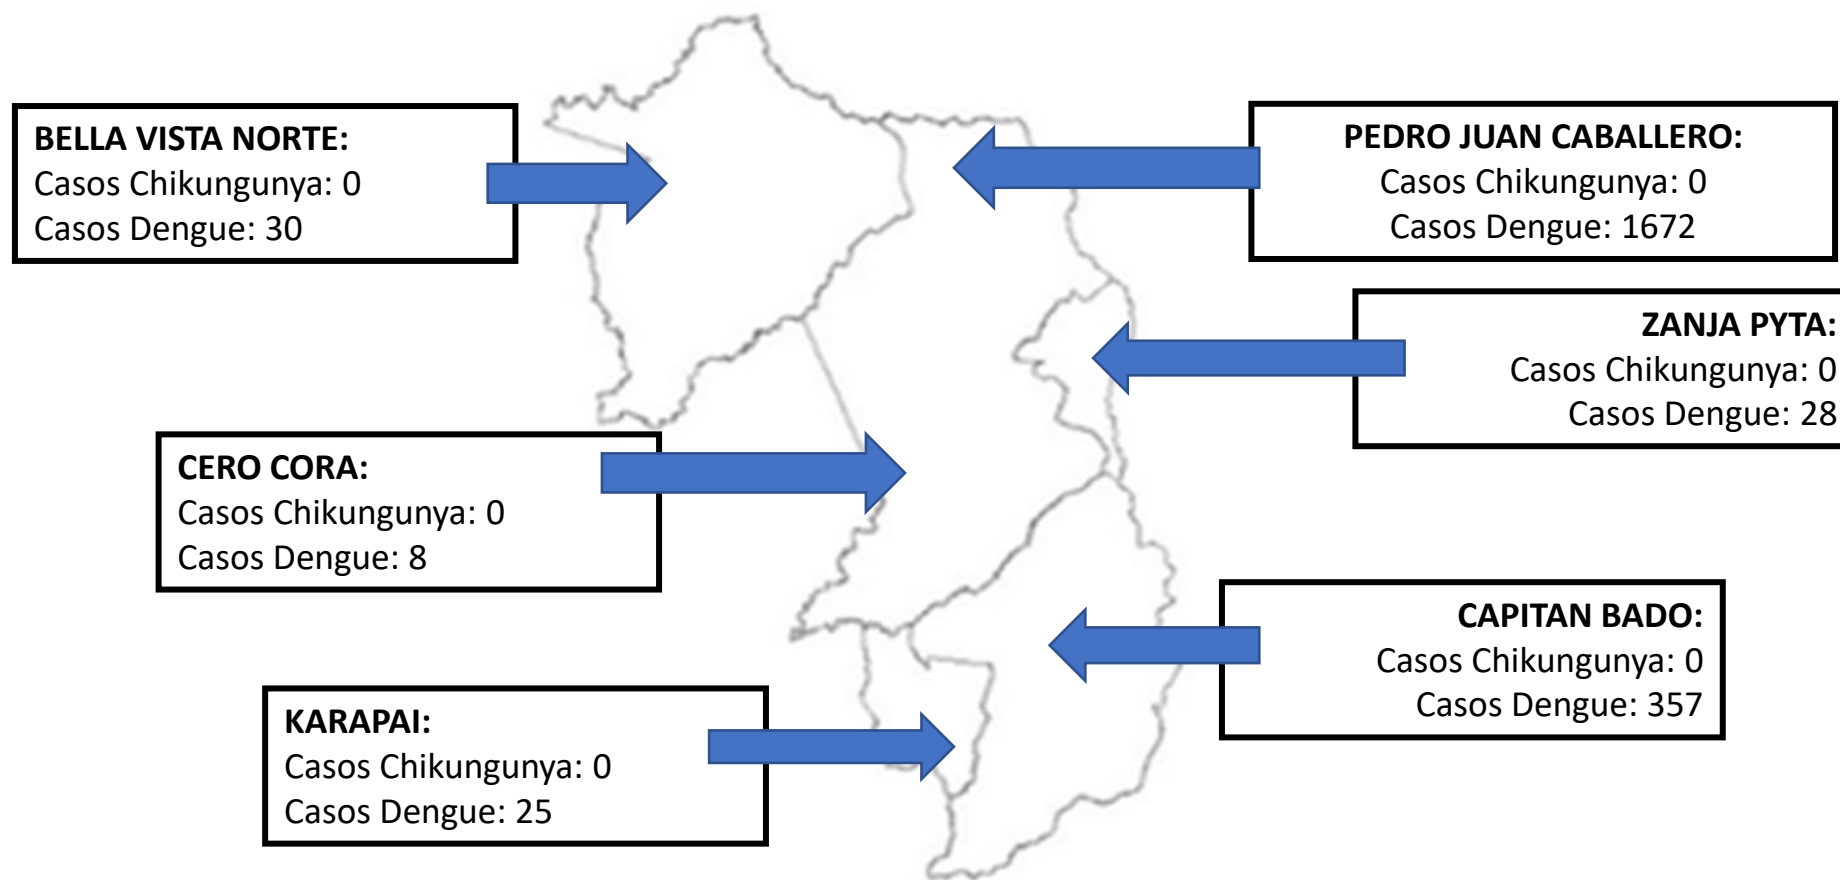 BELLA VISTA NORTE:
Casos Chikungunya: 0
Casos Dengue: 30
PEDRO JUAN CABALLERO:
Casos Chikungunya: 0
Casos Dengue: 1672
ZANJA PYTA:
Casos Chikungunya: 0
Casos Dengue: 28
CERO CORA:
Casos Chikungunya: 0
Casos Dengue: 8
CAPITAN BADO:
Casos Chikungunya: 0
Casos Dengue: 357
KARAPAI:
Casos Chikungunya: 0
Casos Dengue: 25